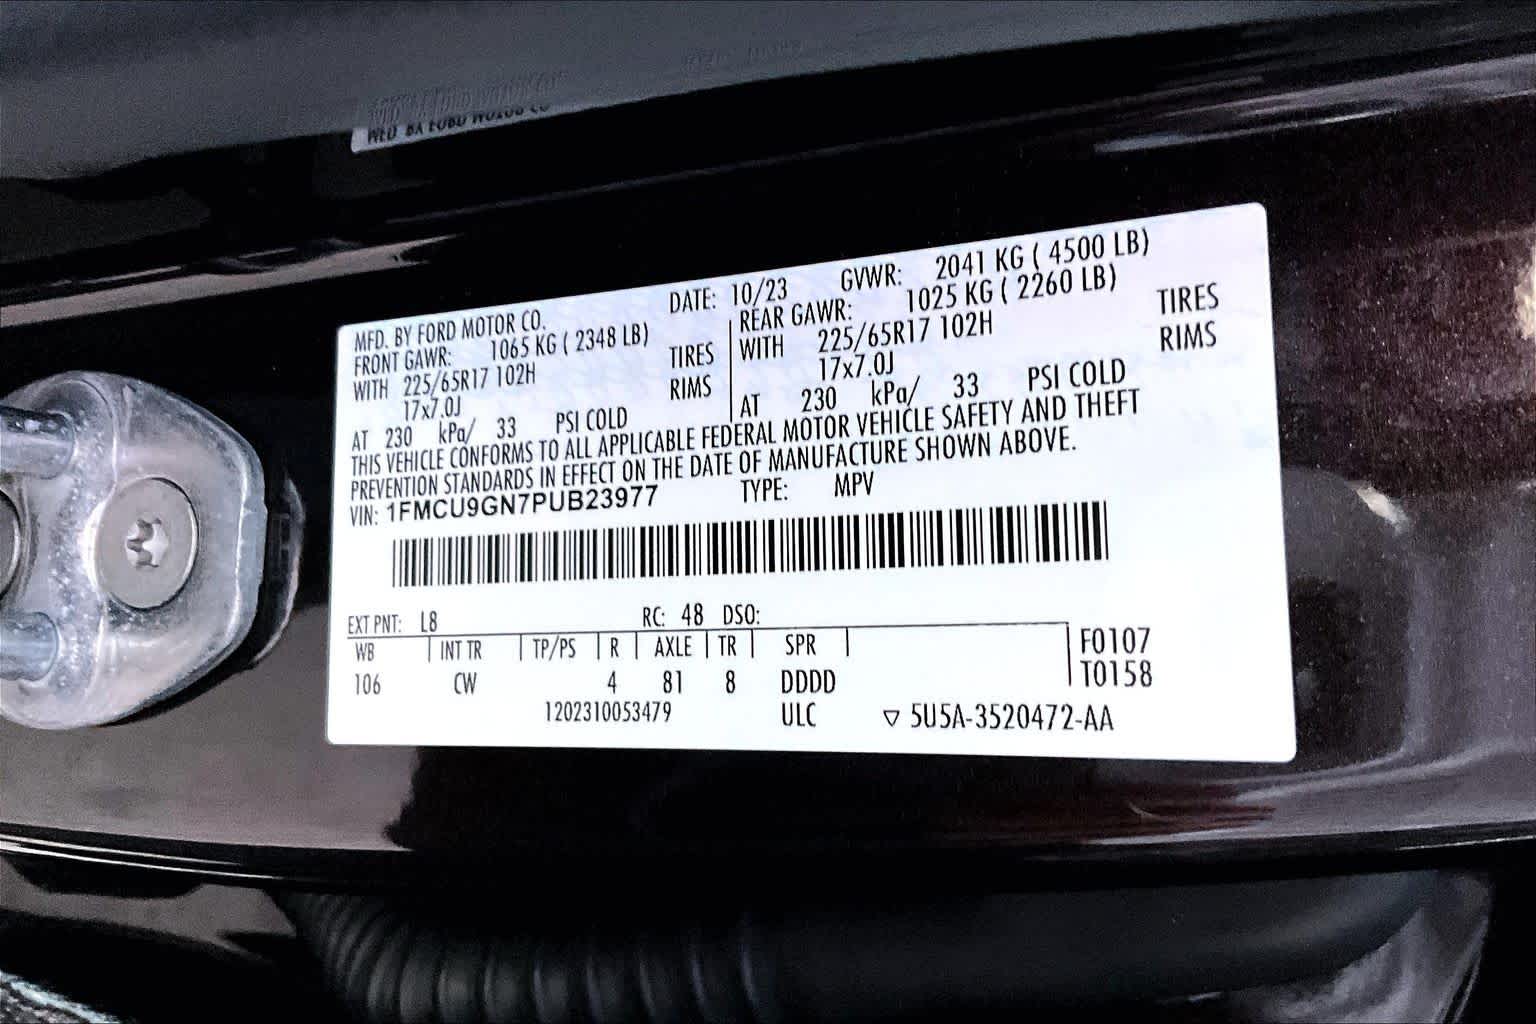 MFD. BY FORD MOTOR CO. DATE: 10/23 GVWR: 2041 KG ( 4500 LB)
FRONT GAWR: 1065 KG ( 2348 LB) REAR GAWR: 1025 KG ( 2260 LB)
WITH 225/65R17 102H TIRES WITH 225/65R17 102H TIRES
17x7.0J RIMS 17x7.0J RIMS
AT 230 kPa/ 33 PSI COLD AT 230 kPa/ 33 PSI COLD
THIS VEHICLE CONFORMS TO ALL APPLICABLE FEDERAL MOTOR VEHICLE SAFETY AND THEFT
PREVENTION STANDARDS IN EFFECT ON THE DATE OF MANUFACTURE SHOWN ABOVE.
VIN: 1FMCU9GN7PUB23977 TYPE: MPV
EXT PNT: L8 RC: 48 DSO:
WB INT TR TP/PS R AXLE TR SPR F0107
106 CW 4 81 8 DDDD T0158
1202310053479 ULC ▽ 5U5A-3520472-AA